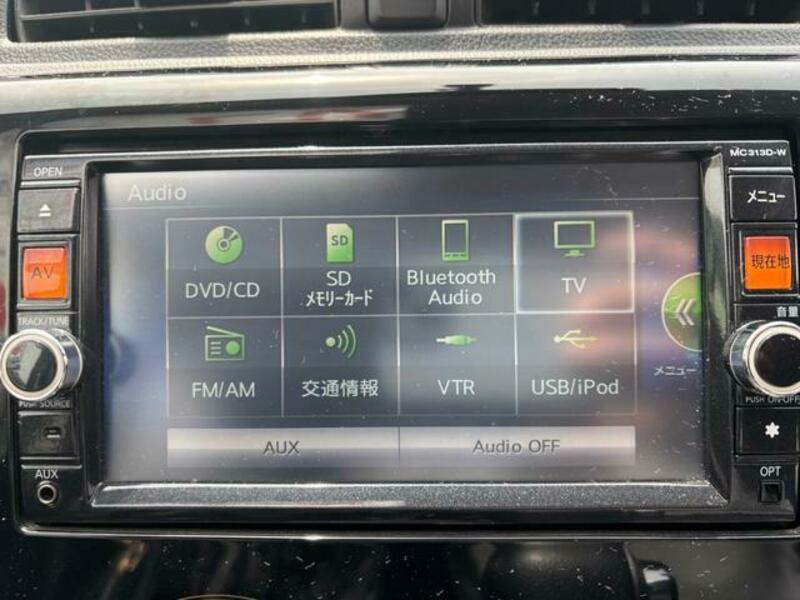 MC313D-W
OPEN
メニュー
Audio
AV
現在地
DVD/CD
SD
SD
メモリーカード
Bluetooth
Audio
TV
TRACK/TUNE
音量
メニュー
FM/AM
交通情報
VTR
USB/iPod
PUSH SOURCE
PUSH ON-OFF
AUX
Audio OFF
AUX
OPT